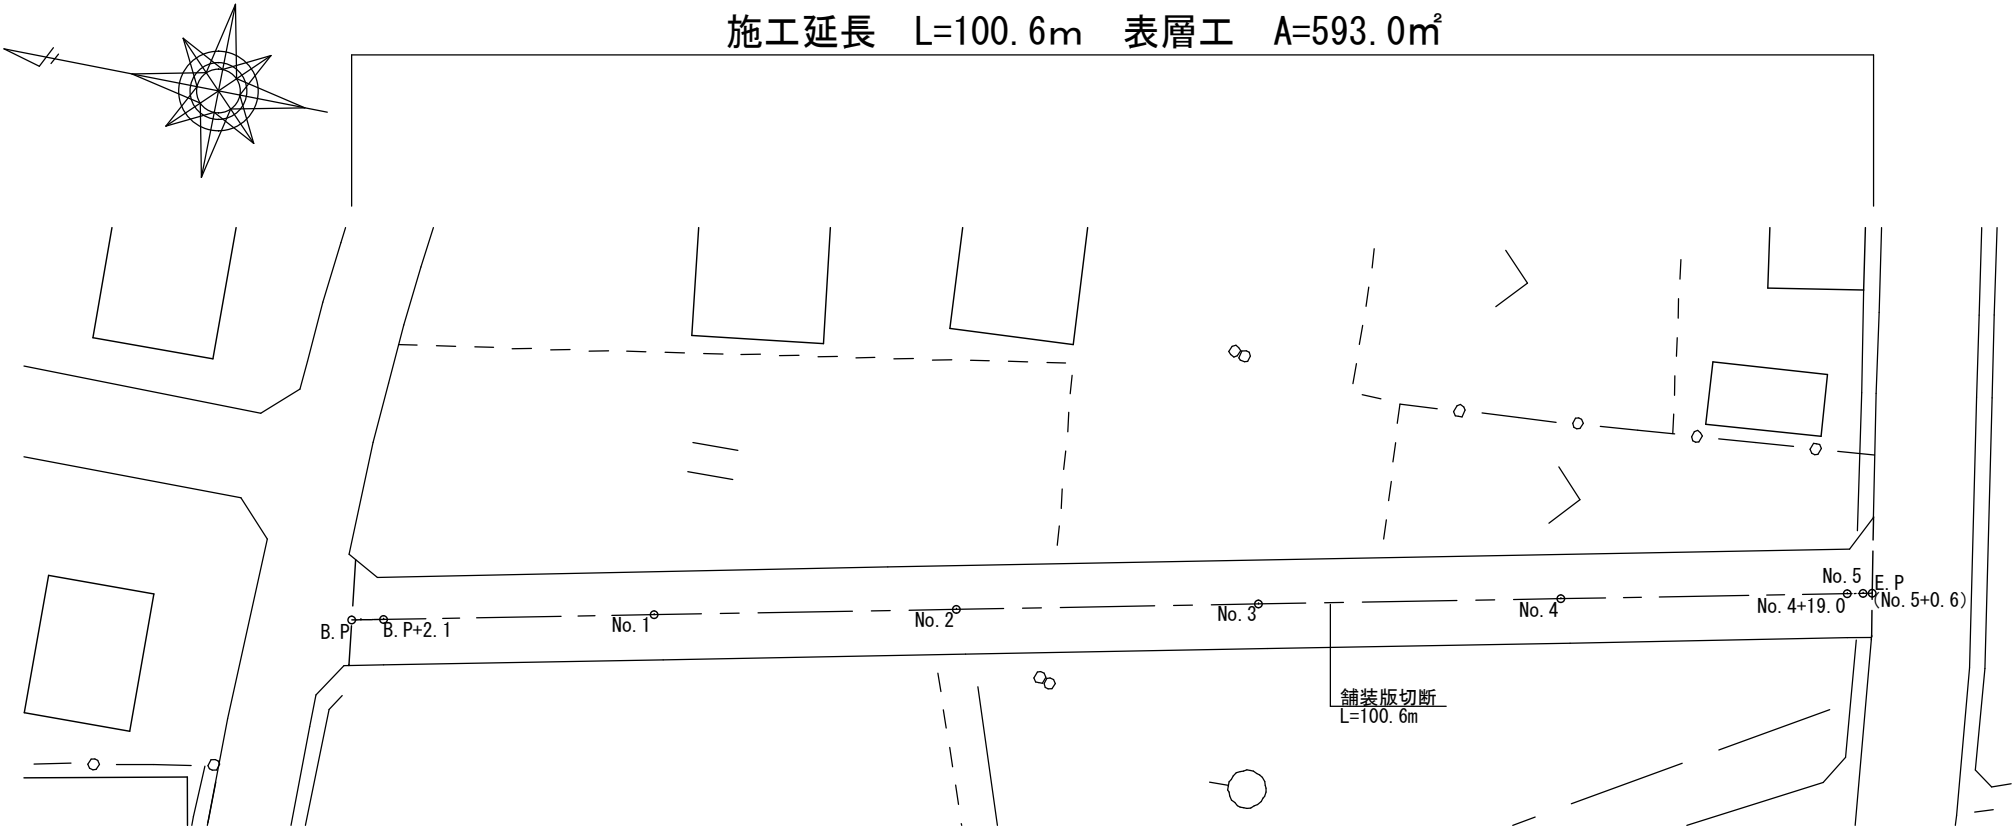 施工延長　L=100.6m　表層工　A=593.0㎡
B.P
B.P+2.1
No.1
No.2
No.3
No.4
No.4+19.0
No.5
E.P
(No.5+0.6)
舗装版切断
L=100.6m